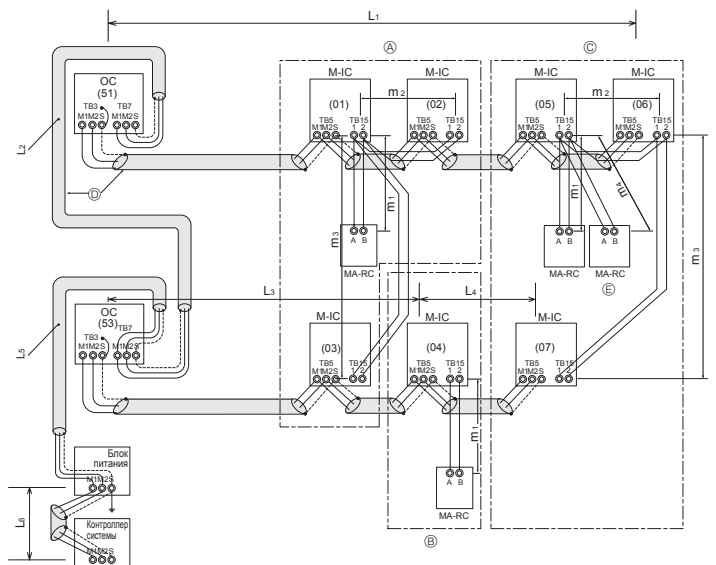 L1
A
C
OC
(51)
TB3 TB7
M1M2S M1M2S
M-IC
(01)
TB5 TB15
M1M2S 1 2
m2
M-IC
(02)
TB5 TB15
M1M2S 1 2
M-IC
(05)
TB5 TB15
M1M2S 1 2
m2
M-IC
(06)
TB5 TB15
M1M2S 1 2
L2
D
m1
m3
A B
MA-RC
m1
m4
A B
MA-RC
A B
MA-RC
E
m3
L3
L4
OC
(53)
TB3 TB7
M1M2S M1M2S
M-IC
(03)
TB5 TB15
M1M2S 1 2
M-IC
(04)
TB5 TB15
M1M2S 1 2
M-IC
(07)
TB5 TB15
M1M2S 1 2
L5
m1
A B
MA-RC
B
Блок
питания
M1M2S
L6
Контроллер
системы
M1M2S